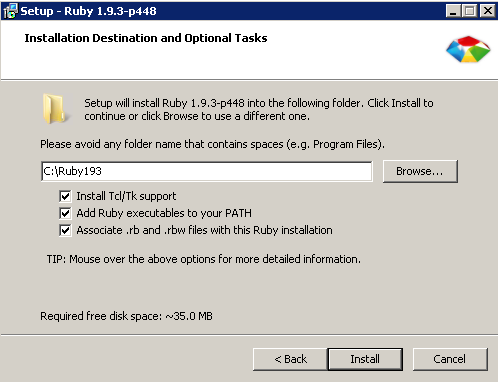 Setup - Ruby 1.9.3-p448
Installation Destination and Optional Tasks
Setup will install Ruby 1.9.3-p448 into the following folder. Click Install to
continue or click Browse to use a different one.
Please avoid any folder name that contains spaces (e.g. Program Files).
C:\Ruby193
Browse...
Install Tcl/Tk support
Add Ruby executables to your PATH
Associate .rb and .rbw files with this Ruby installation
TIP: Mouse over the above options for more detailed information.
Required free disk space: ~35.0 MB
< Back
Install
Cancel